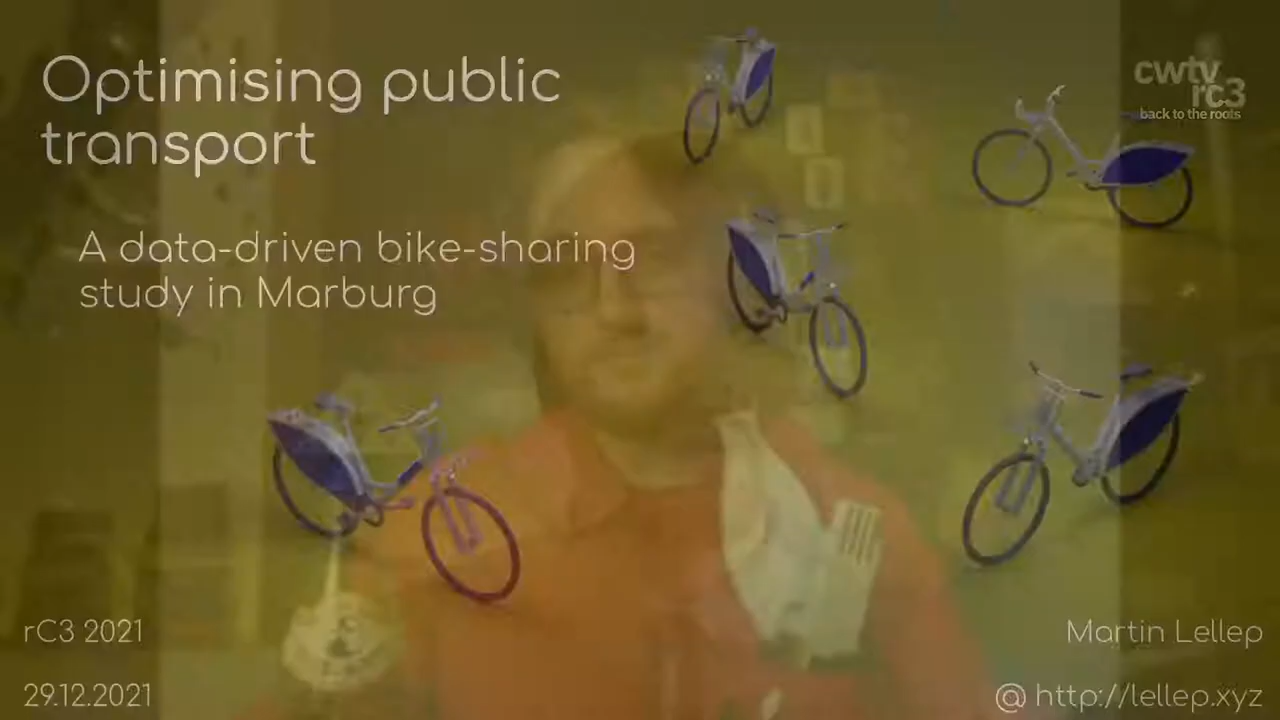 Optimising public
transport
cwtv
rc3
back to the roots
A data-driven bike-sharing
study in Marburg
rC3 2021
29.12.2021
Martin Lellep
@ http://lellep.xyz